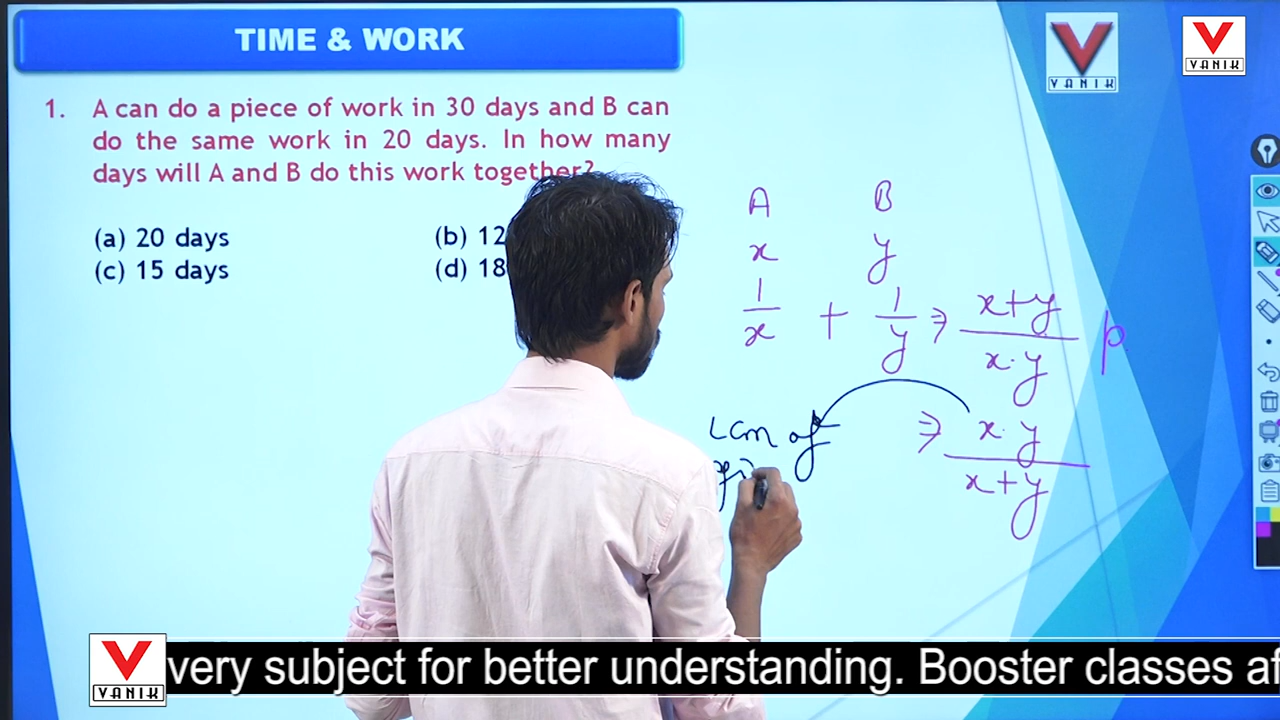 TIME & WORK
VANIK
VANIK
1. A can do a piece of work in 30 days and B can
do the same work in 20 days. In how many
days will A and B do this work together?
(a) 20 days
(b) 12
(c) 15 days
(d) 18
A B
x y
1/x + 1/y ⇒ x+y/x·y p
LCM of
⇒ x·y/x+y
VANIK
very subject for better understanding. Booster classes af